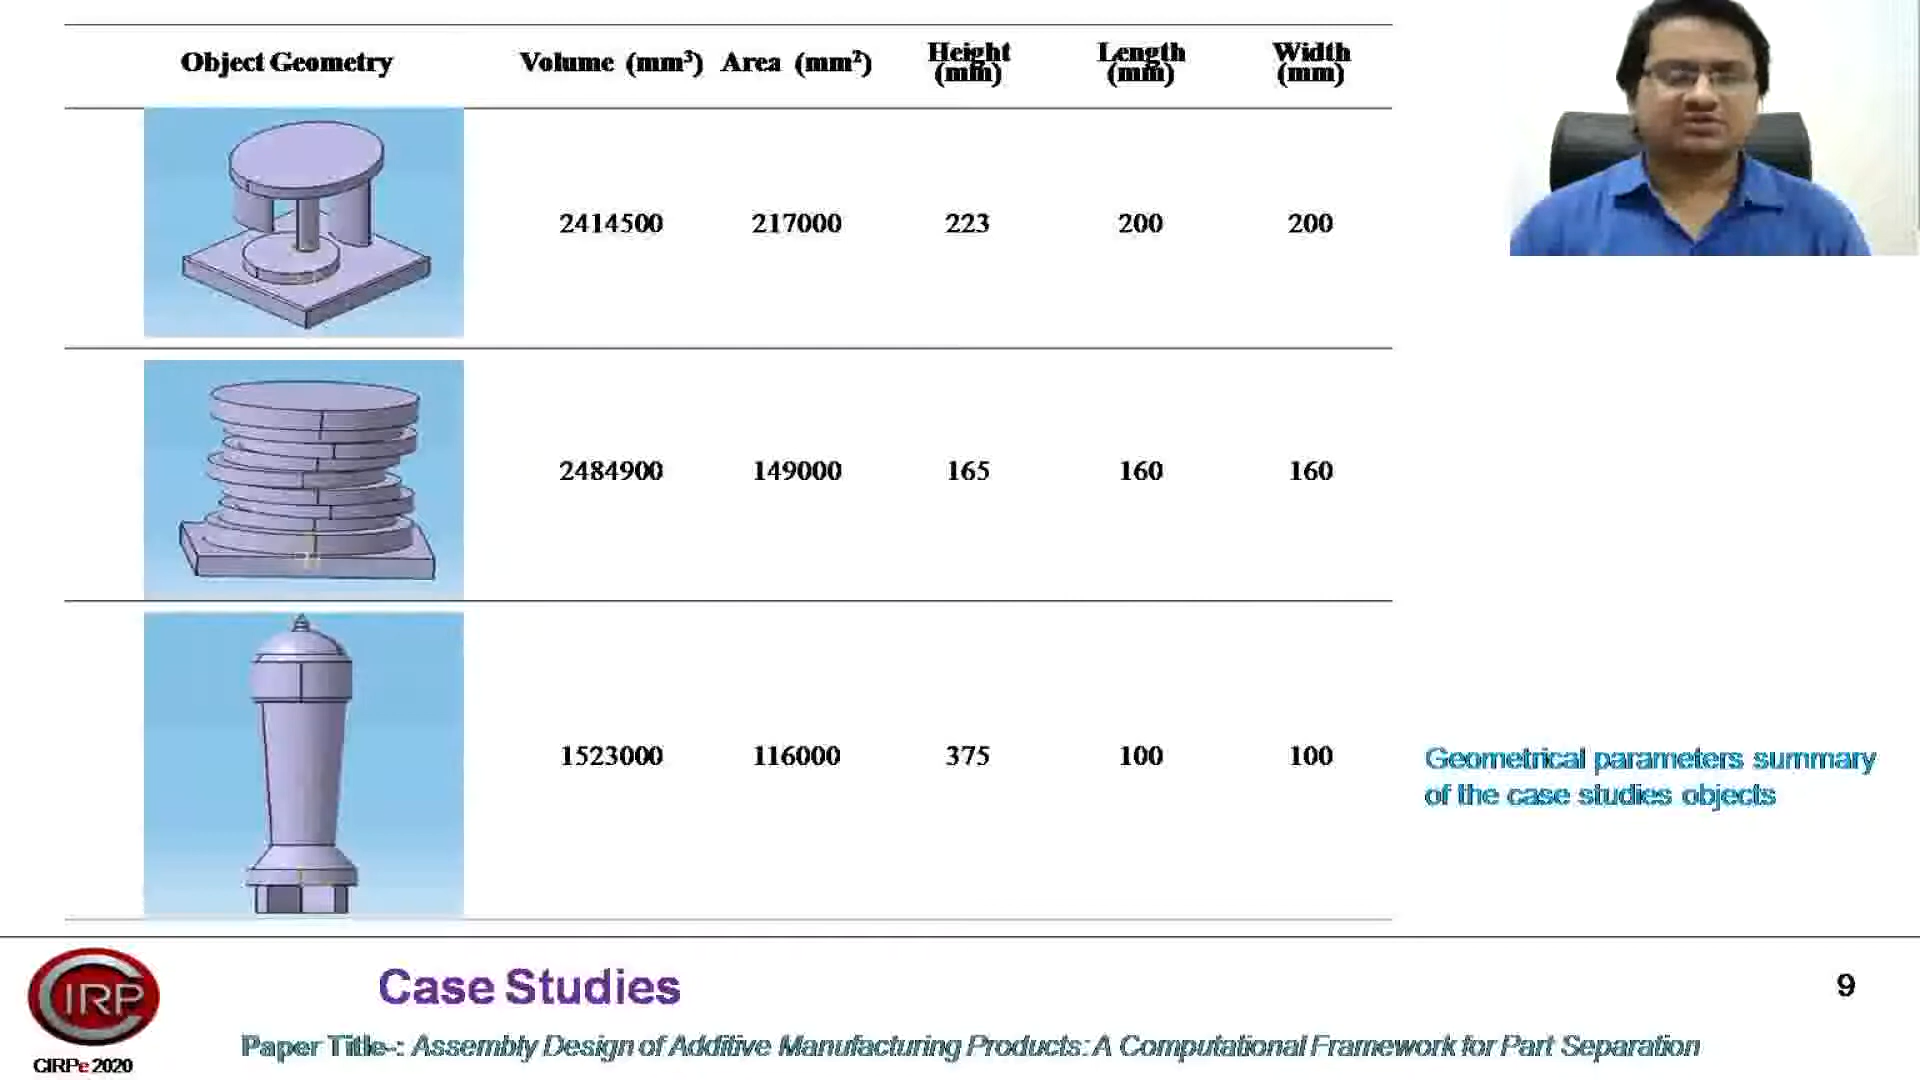 Object Geometry Volume (mm³) Area (mm²) Height (mm) Length (mm) Width (mm)
2414500 217000 223 200 200
2484900 149000 165 160 160
1523000 116000 375 100 100
Geometrical parameters summary
of the case studies objects
CIRP
CIRPe 2020
Case Studies
9
Paper Title-: Assembly Design of Additive Manufacturing Products: A Computational Framework for Part Separation